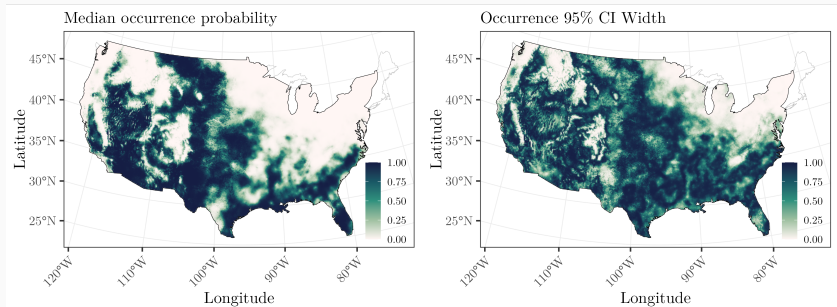 Median occurrence probability
Latitude
45°N
40°N
35°N
30°N
25°N
1.00
0.75
0.50
0.25
0.00
120°W
110°W
100°W
90°W
80°W
Longitude
Occurrence 95% CI Width
Latitude
45°N
40°N
35°N
30°N
25°N
1.00
0.75
0.50
0.25
0.00
120°W
110°W
100°W
90°W
80°W
Longitude